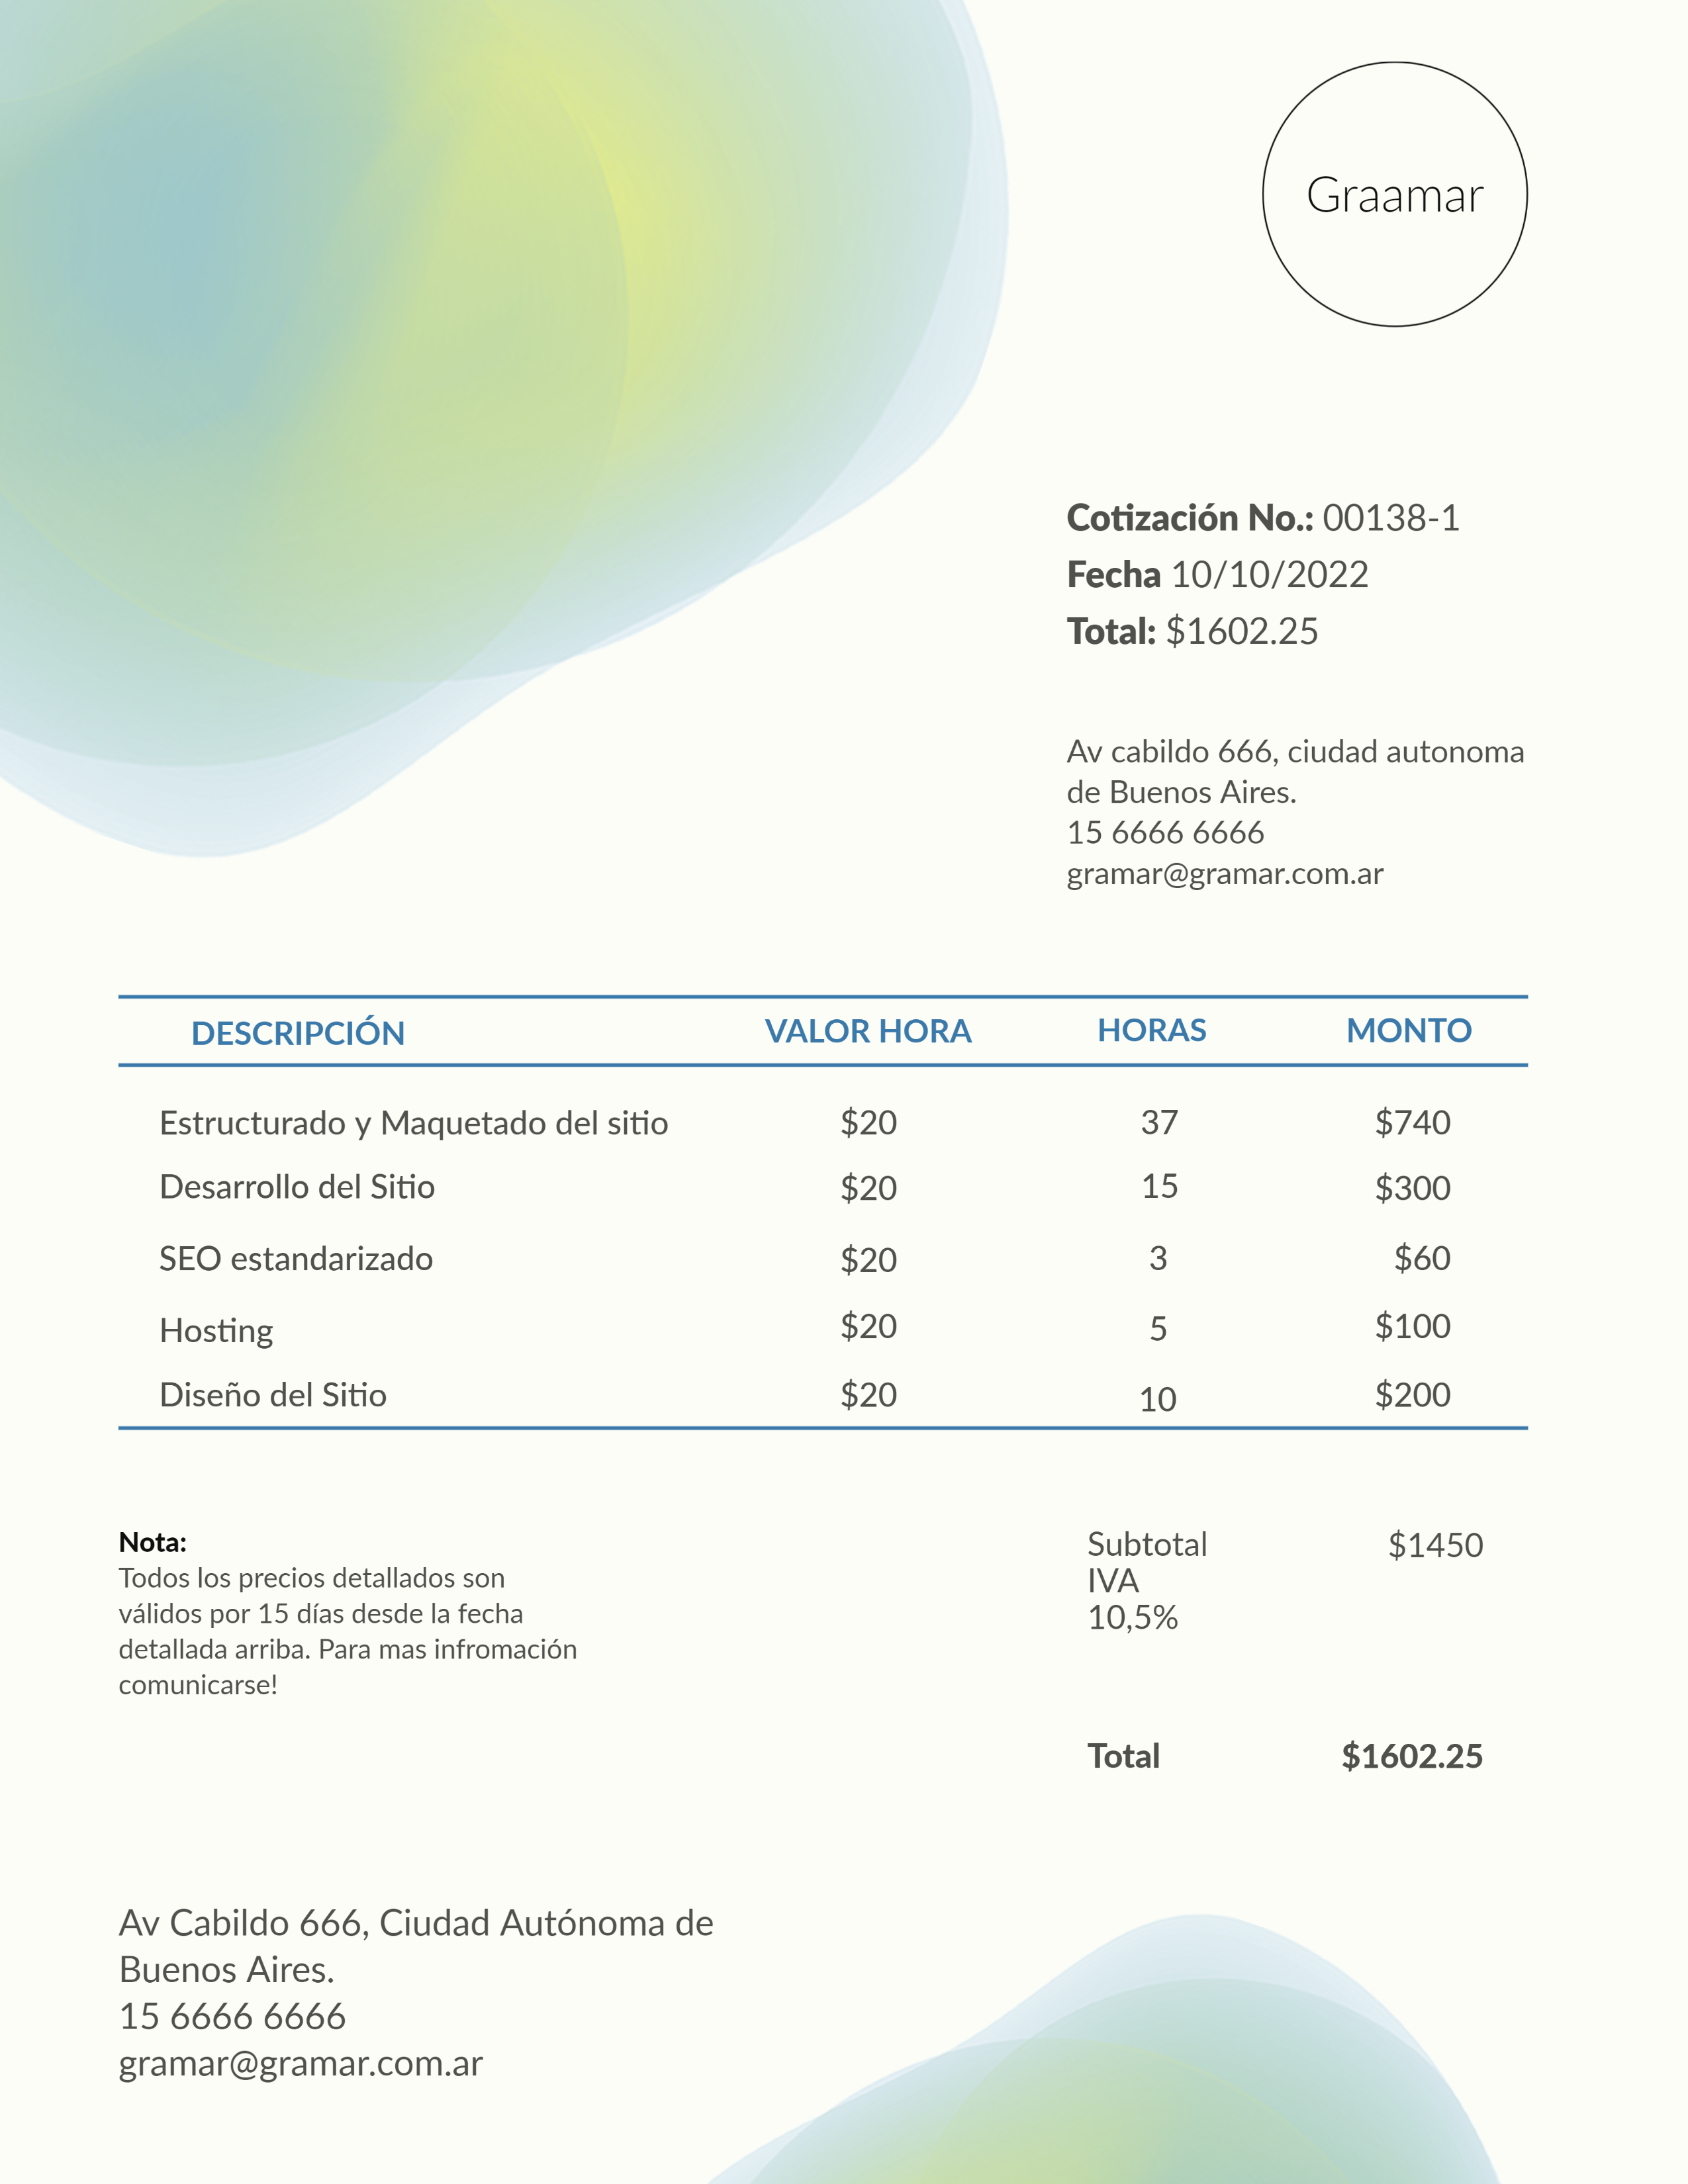 Graamar
Cotización No.: 00138-1
Fecha 10/10/2022
Total: $1602.25
Av cabildo 666, ciudad autonoma
de Buenos Aires.
15 6666 6666
gramar@gramar.com.ar
DESCRIPCIÓN VALOR HORA HORAS MONTO
Estructurado y Maquetado del sitio $20 37 $740
Desarrollo del Sitio $20 15 $300
SEO estandarizado $20 3 $60
Hosting $20 5 $100
Diseño del Sitio $20 10 $200
Nota:
Todos los precios detallados son
válidos por 15 días desde la fecha
detallada arriba. Para mas infromación
comunicarse!
Subtotal $1450
IVA
10,5%
Total $1602.25
Av Cabildo 666, Ciudad Autónoma de
Buenos Aires.
15 6666 6666
gramar@gramar.com.ar